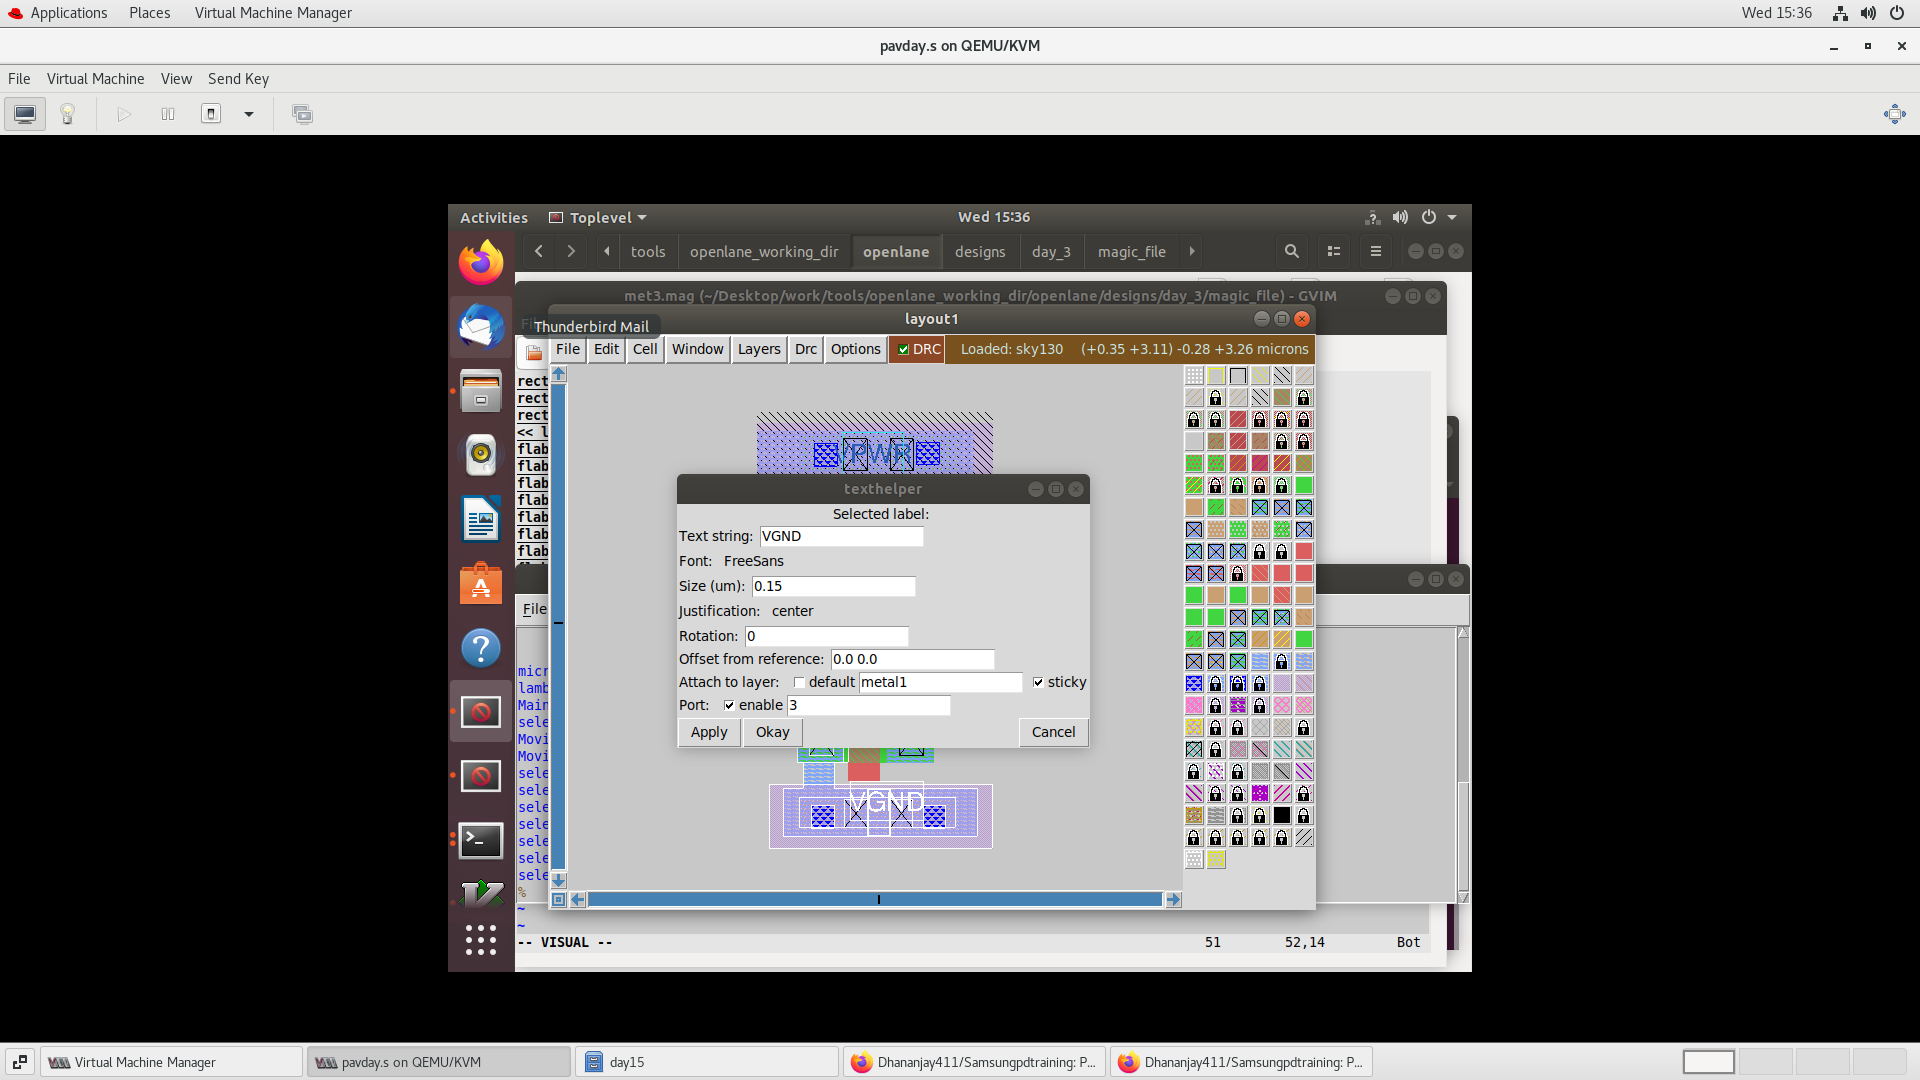 Applications Places Virtual Machine Manager Wed 15:36
pavday.s on QEMU/KVM
File Virtual Machine View Send Key
Activities Toplevel Wed 15:36
tools openlane_working_dir openlane designs day_3 magic_file
met3.mag (~/Desktop/work/tools/openlane_working_dir/openlane/designs/day_3/magic_file) - GVIM
layout1
Thunderbird Mail
File Edit Cell Window Layers Drc Options DRC Loaded: sky130 (+0.35 +3.11) -0.28 +3.26 microns
rect
rect
rect
<< l
flab
flab
flab
flab
flab
flab
flab
VPWR
texthelper
Selected label:
Text string: VGND
Font: FreeSans
Size (um): 0.15
Justification: center
Rotation: 0
Offset from reference: 0.0 0.0
Attach to layer: default metal1 sticky
Port: enable 3
Apply Okay Cancel
File
micr
lamb
Main
sele
Movi
Movi
sele
sele
sele
sele
sele
sele
sele
%
VGND
~
~
-- VISUAL -- 51 52,14 Bot
Virtual Machine Manager pavday.s on QEMU/KVM day15 Dhananjay411/Samsungpdtraining: P... Dhananjay411/Samsungpdtraining: P...